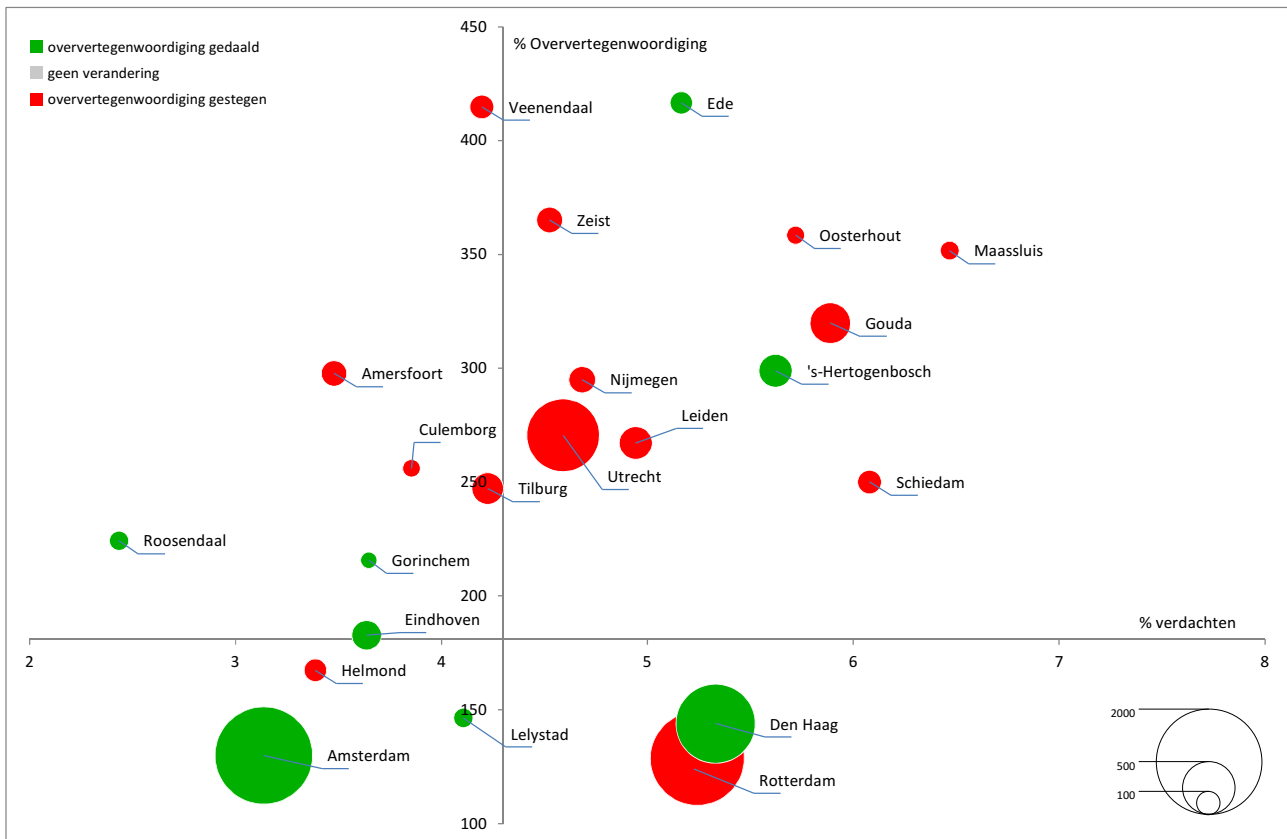 450
% Oververtegenwoordiging
oververtegenwoordiging gedaald
geen verandering
oververtegenwoordiging gestegen
Veenendaal
Ede
400
Zeist
Oosterhout
Maassluis
350
Gouda
300
Amersfoort
Nijmegen
's-Hertogenbosch
Culemborg
Leiden
250
Tilburg
Utrecht
Schiedam
Roosendaal
Gorinchem
200
Eindhoven
% verdachten
2 3 4 5 6 7 8
Helmond
150
Lelystad
Den Haag
Amsterdam
Rotterdam
100
2000
500
100